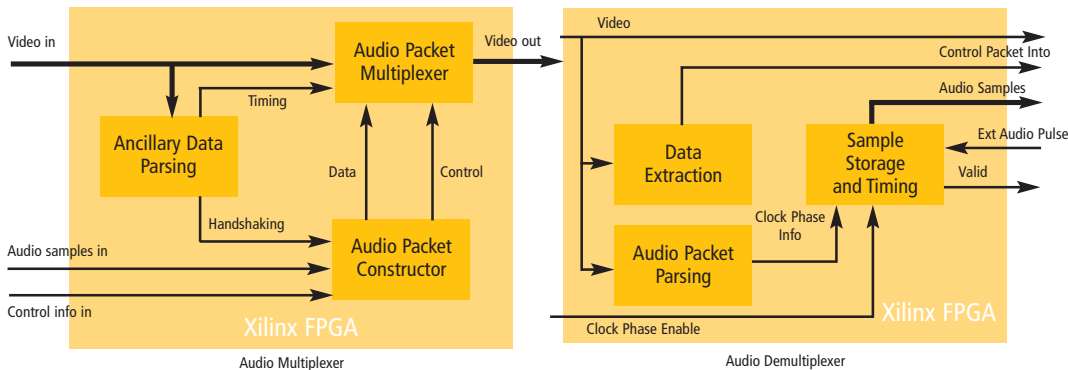 Video in
Audio Packet
Multiplexer
Video out
Timing
Ancillary Data
Parsing
Data
Control
Handshaking
Audio samples in
Audio Packet
Constructor
Control info in
Xilinx FPGA
Audio Multiplexer
Video
Control Packet Into
Audio Samples
Data
Extraction
Sample
Storage
and Timing
Ext Audio Pulse
Valid
Clock Phase
Info
Audio Packet
Parsing
Clock Phase Enable
Xilinx FPGA
Audio Demultiplexer